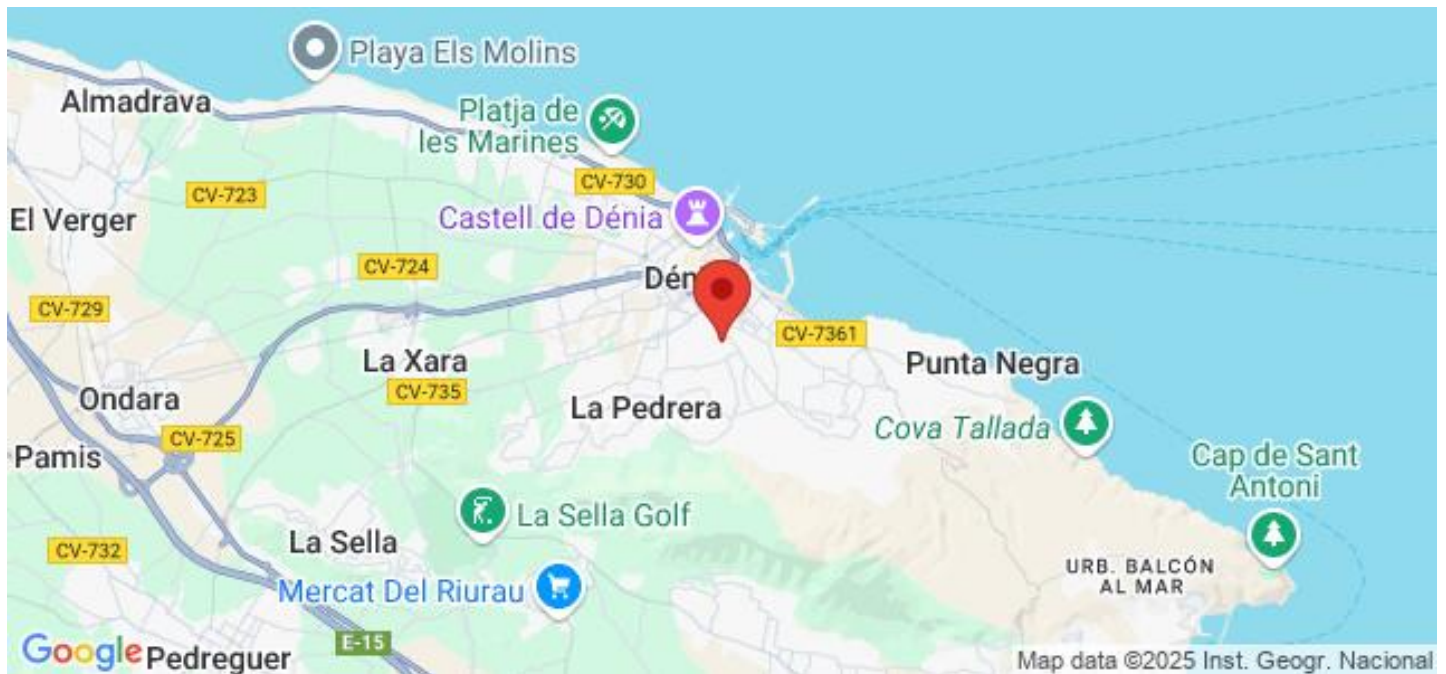 Playa Els Molins
Almadrava
Platja de
les Marines
CV-723
CV-730
El Verger
Castell de Dénia
CV-724
CV-729
CV-7361
La Xara
Punta Negra
CV-735
Ondara
La Pedrera
Cova Tallada
CV-725
Pamis
Cap de Sant
Antoni
La Sella Golf
La Sella
CV-732
URB. BALCÓN
AL MAR
Mercat Del Riurau
E-15
Google
Pedreguer
Map data ©2025 Inst. Geogr. Nacional